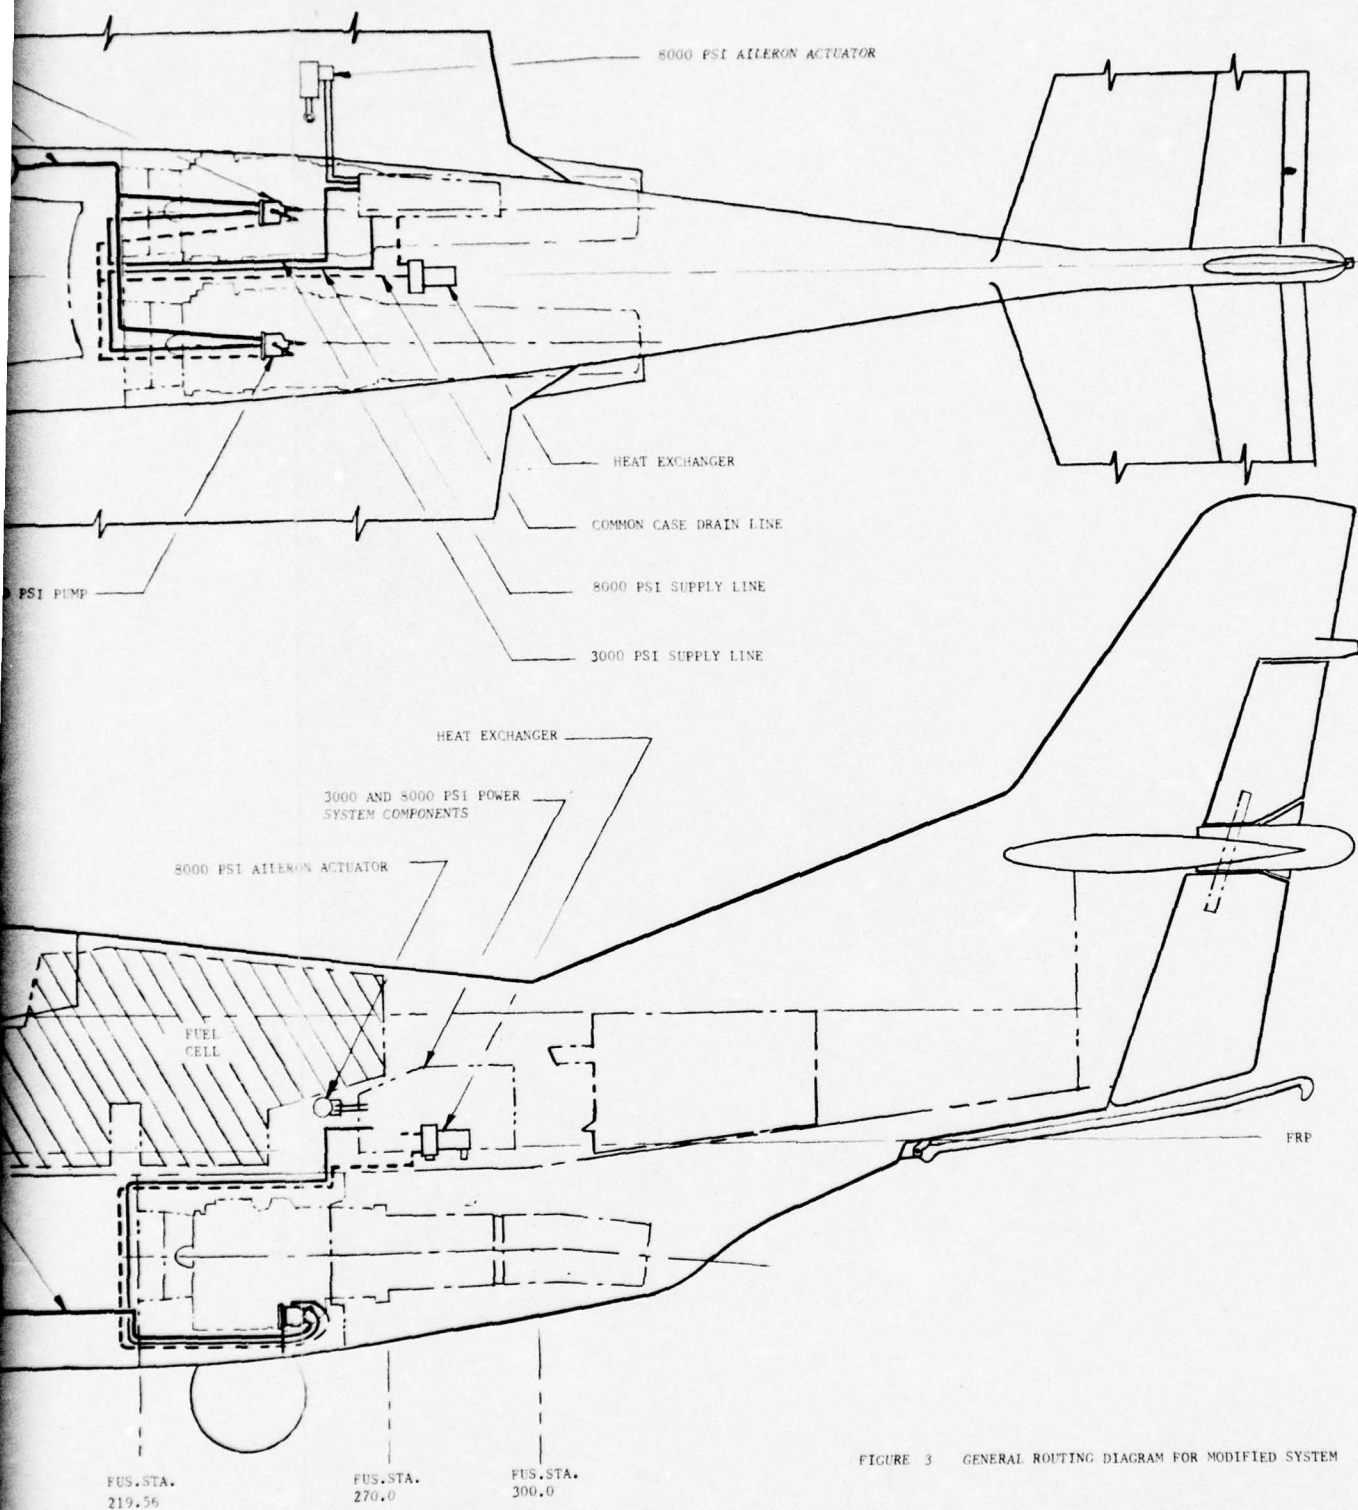 8000 PSI AILERON ACTUATOR
HEAT EXCHANGER
COMMON CASE DRAIN LINE
8000 PSI SUPPLY LINE
PSI PUMP
3000 PSI SUPPLY LINE
HEAT EXCHANGER
3000 AND 8000 PSI POWER
SYSTEM COMPONENTS
8000 PSI AILERON ACTUATOR
FUEL
CELL
FRP
FUS.STA.
219.56
FUS.STA.
270.0
FUS.STA.
300.0
FIGURE 3 GENERAL ROUTING DIAGRAM FOR MODIFIED SYSTEM